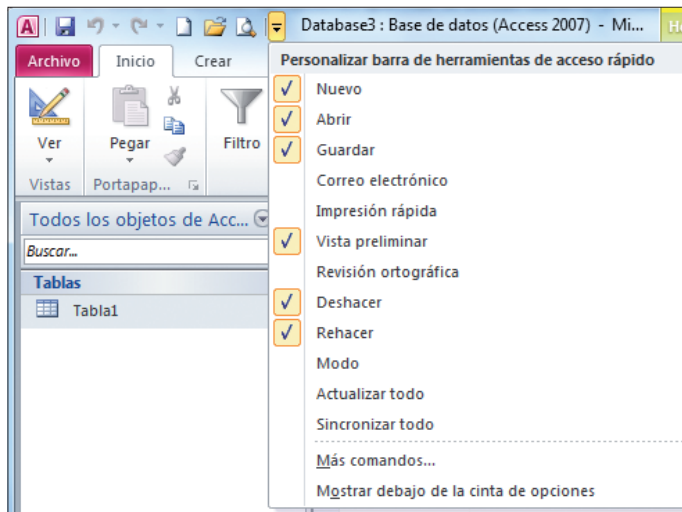 Database3 : Base de datos (Access 2007) - Mi...
Archivo Inicio Crear
Ver
Pegar
Filtro
Vistas
Portapap...
Todos los objetos de Acc...
Buscar...
Tablas
Tabla1
Personalizar barra de herramientas de acceso rápido
Nuevo
Abrir
Guardar
Correo electrónico
Impresión rápida
Vista preliminar
Revisión ortográfica
Deshacer
Rehacer
Modo
Actualizar todo
Sincronizar todo
Más comandos...
Mostrar debajo de la cinta de opciones